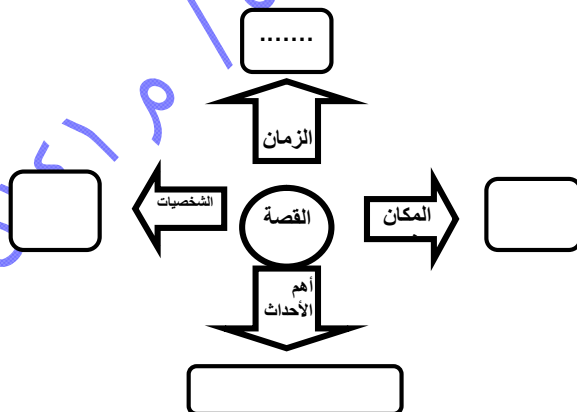 .......
الزمان
الشخصيات
القصة
المكان
أهم
الأحداث